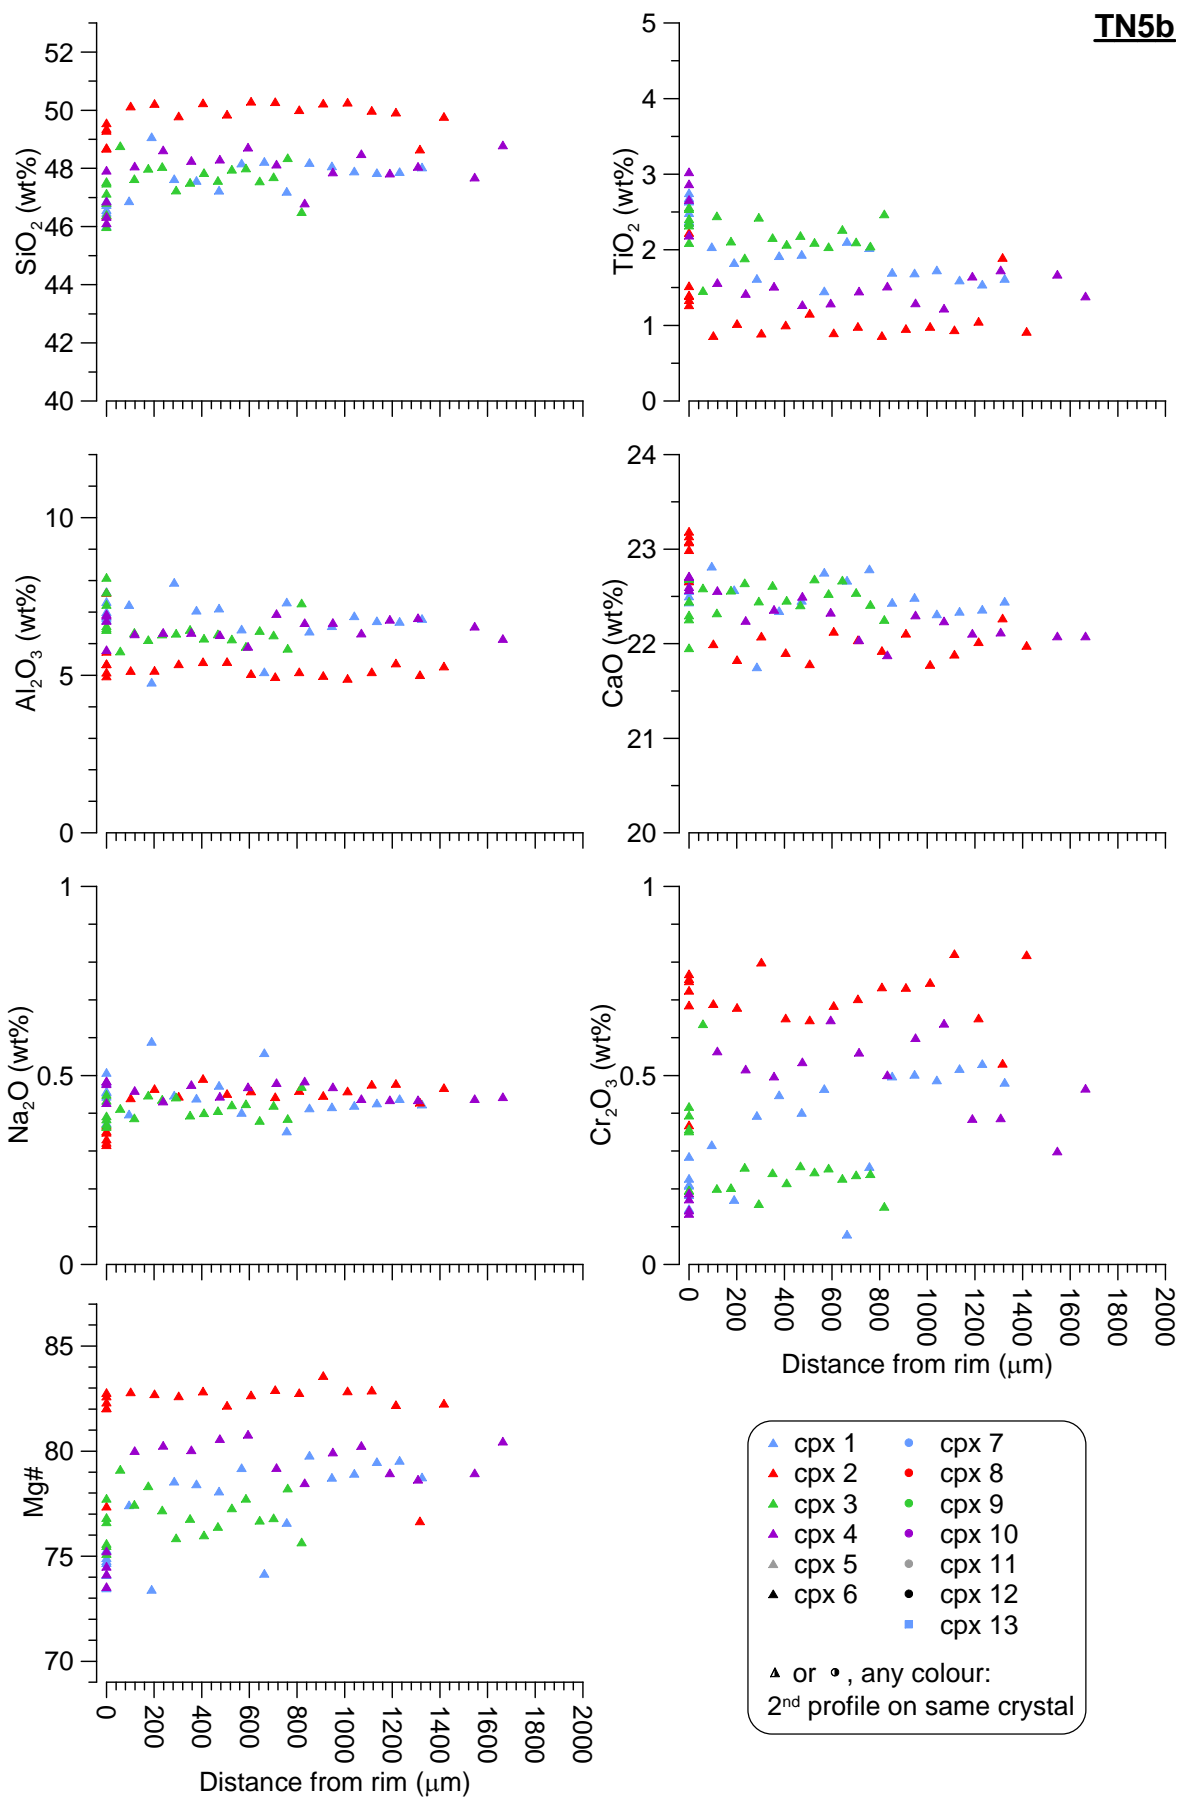 TN5b
52
50
48
46
44
42
40
SiO₂ (wt%)
5
4
3
2
1
0
TiO₂ (wt%)
10
5
0
Al₂O₃ (wt%)
24
23
22
21
20
CaO (wt%)
1
0.5
0
Na₂O (wt%)
1
0.5
0
Cr₂O₃ (wt%)
0 200 400 600 800 1000 1200 1400 1600 1800 2000
Distance from rim (μm)
85
80
75
70
Mg#
0 200 400 600 800 1000 1200 1400 1600 1800 2000
Distance from rim (μm)
cpx 1 cpx 7
cpx 2 cpx 8
cpx 3 cpx 9
cpx 4 cpx 10
cpx 5 cpx 11
cpx 6 cpx 12
cpx 13
or , any colour:
2nd profile on same crystal